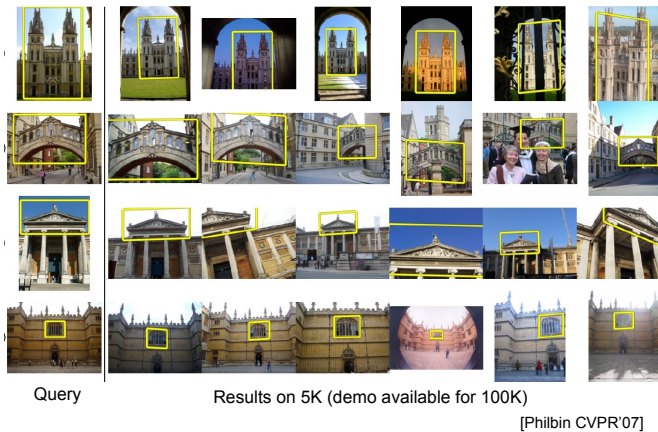 Query
Results on 5K (demo available for 100K)
[Philbin CVPR'07]